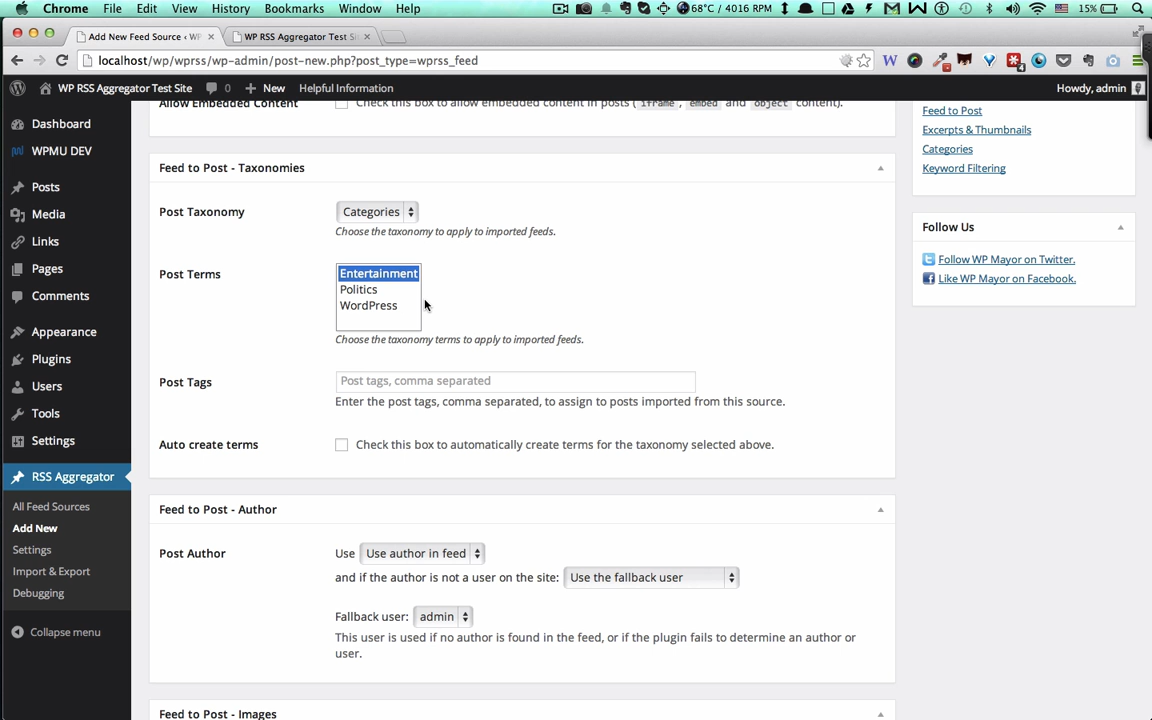 Chrome File Edit View History Bookmarks Window Help 68°C / 4016 RPM 15%
Add New Feed Source ‹ WP × WP RSS Aggregator Test Si ×
localhost/wp/wprss/wp-admin/post-new.php?post_type=wprss_feed
WP RSS Aggregator Test Site 0 + New Helpful Information Howdy, admin
Dashboard
WPMU DEV
Posts
Media
Links
Pages
Comments
Appearance
Plugins
Users
Tools
Settings
RSS Aggregator
All Feed Sources
Add New
Settings
Import & Export
Debugging
Collapse menu
Allow Embedded Content Check this box to allow embedded content in posts ( iframe , embed and object content).
Feed to Post - Taxonomies
Post Taxonomy Categories
Choose the taxonomy to apply to imported feeds.
Post Terms Entertainment
Politics
WordPress
Choose the taxonomy terms to apply to imported feeds.
Post Tags Post tags, comma separated
Enter the post tags, comma separated, to assign to posts imported from this source.
Auto create terms Check this box to automatically create terms for the taxonomy selected above.
Feed to Post - Author
Post Author Use Use author in feed
and if the author is not a user on the site: Use the fallback user
Fallback user: admin
This user is used if no author is found in the feed, or if the plugin fails to determine an author or
user.
Feed to Post - Images
Feed to Post
Excerpts & Thumbnails
Categories
Keyword Filtering
Follow Us
Follow WP Mayor on Twitter.
Like WP Mayor on Facebook.